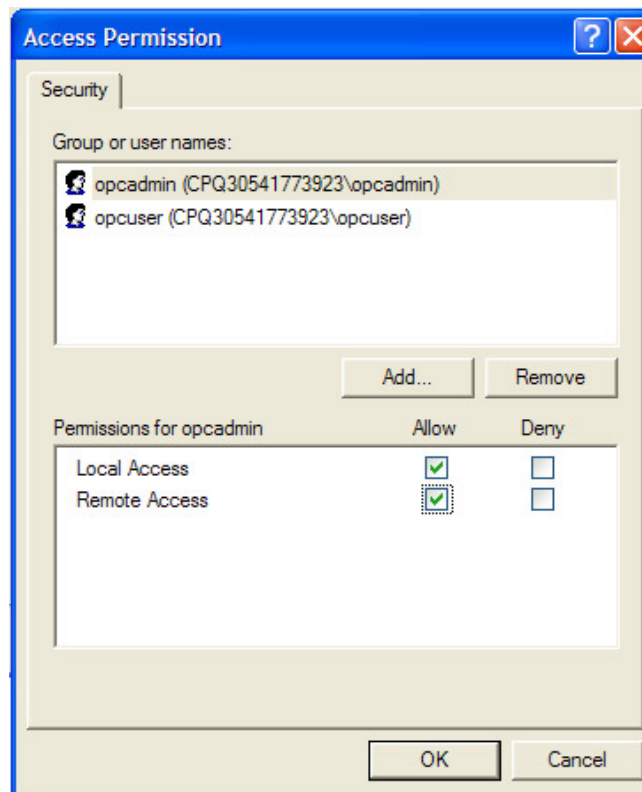 Access Permission
Security
Group or user names:
opcadmin (CPQ30541773923\opcadmin)
opcuser (CPQ30541773923\opcuser)
Add... Remove
Permissions for opcadmin Allow Deny
Local Access
Remote Access
OK Cancel